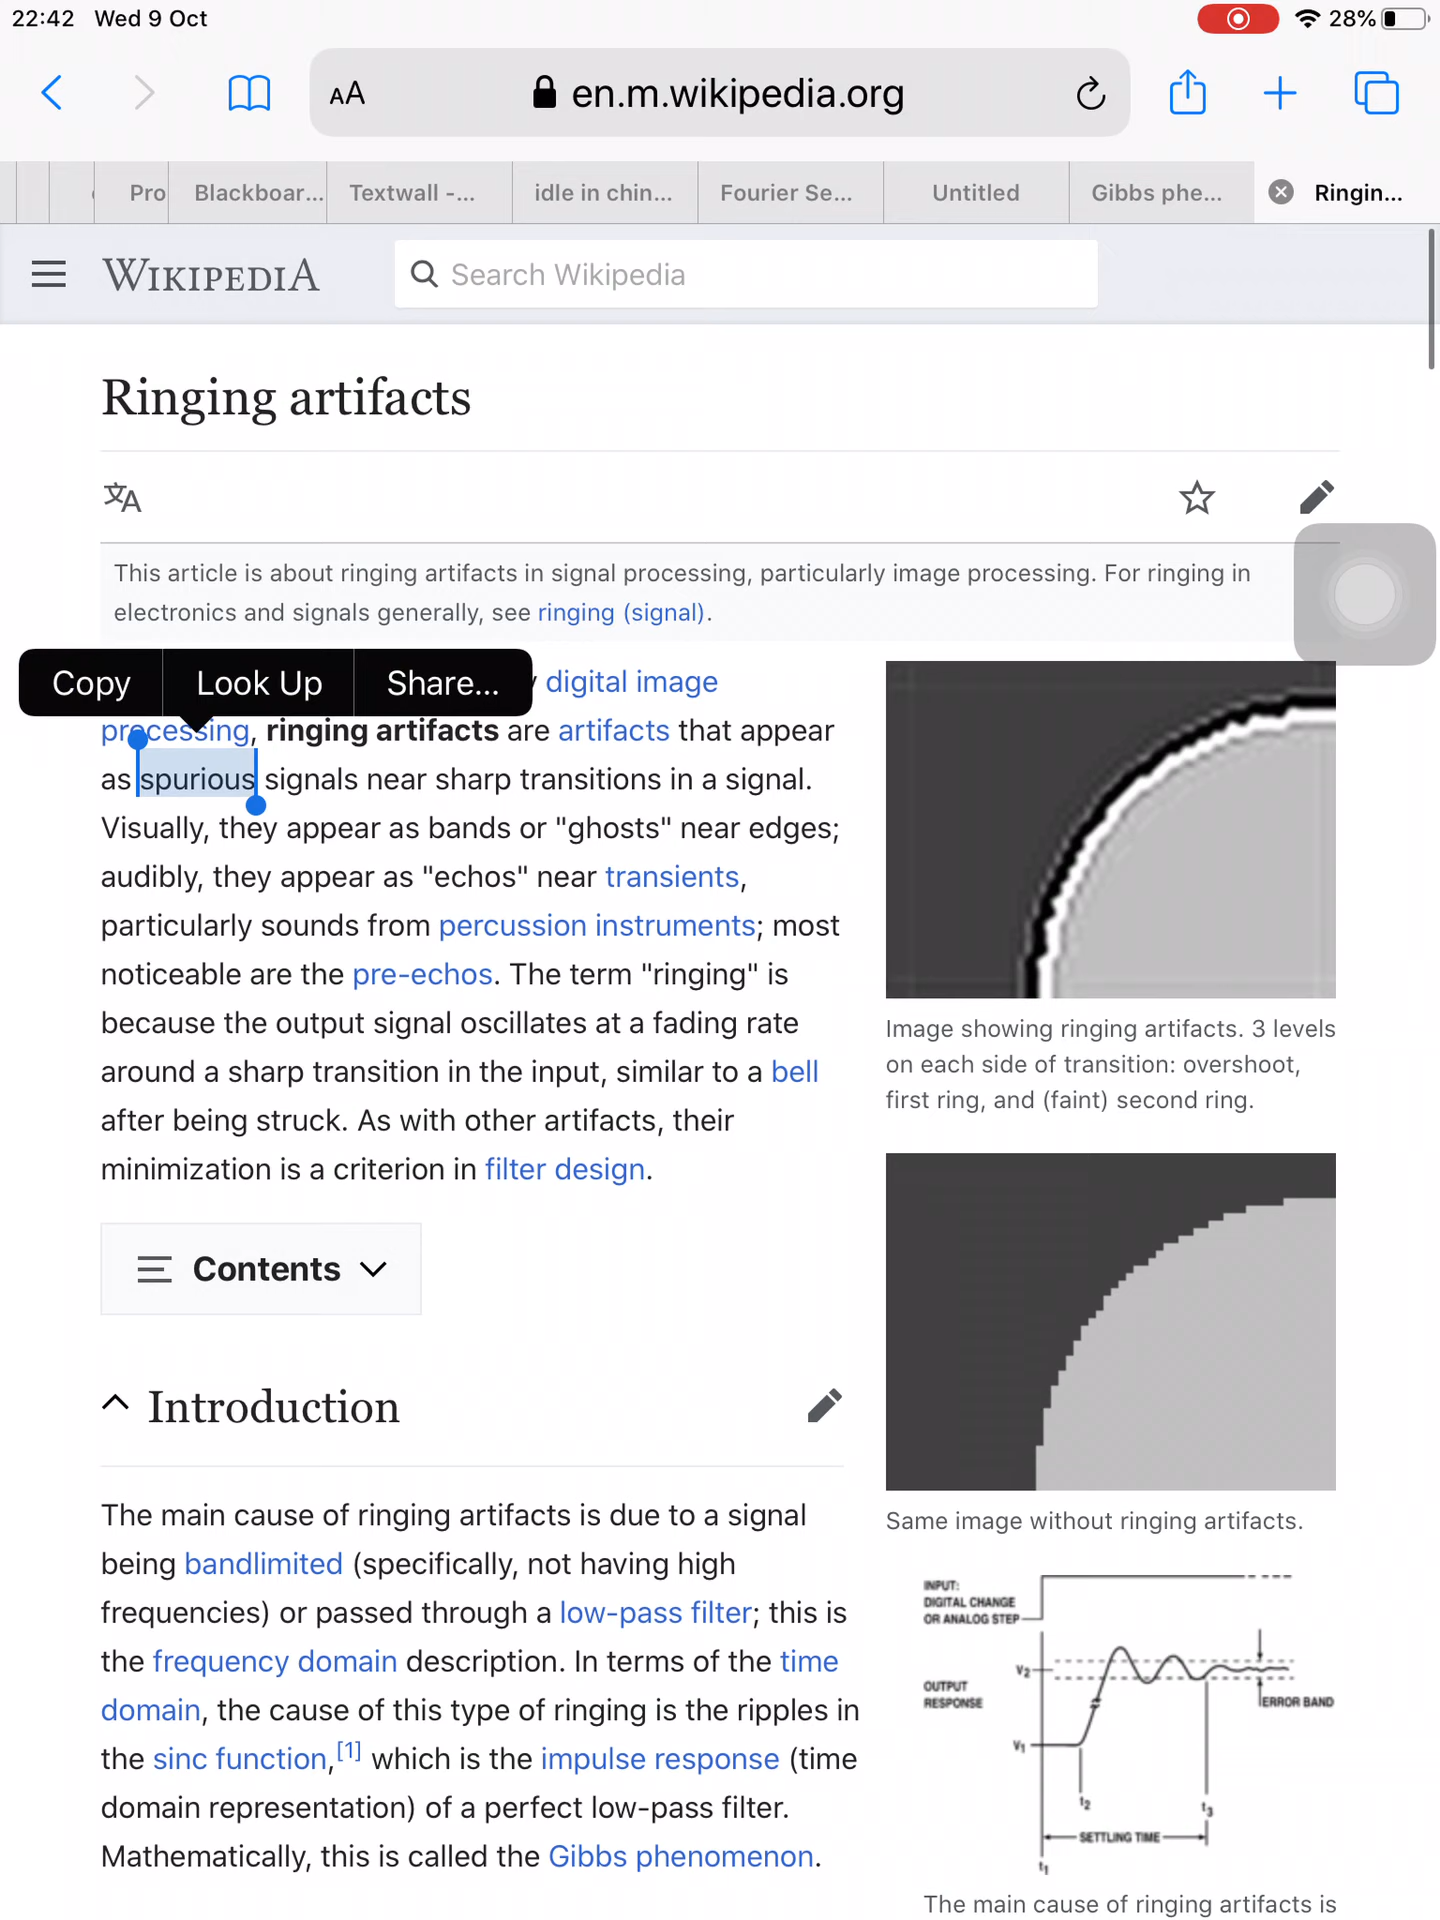 22:42 Wed 9 Oct
28%
AA
en.m.wikipedia.org
Pro
Blackboar...
Textwall -...
idle in chin...
Fourier Se...
Untitled
Gibbs phe...
Ringin...
WIKIPEDIA
Search Wikipedia
Ringing artifacts
文A
This article is about ringing artifacts in signal processing, particularly image processing. For ringing in
electronics and signals generally, see ringing (signal).
Copy
Look Up
Share...
digital image
processing, ringing artifacts are artifacts that appear
as spurious signals near sharp transitions in a signal.
Visually, they appear as bands or "ghosts" near edges;
audibly, they appear as "echos" near transients,
particularly sounds from percussion instruments; most
noticeable are the pre-echos. The term "ringing" is
because the output signal oscillates at a fading rate
around a sharp transition in the input, similar to a bell
after being struck. As with other artifacts, their
minimization is a criterion in filter design.
Image showing ringing artifacts. 3 levels
on each side of transition: overshoot,
first ring, and (faint) second ring.
Same image without ringing artifacts.
Contents
Introduction
The main cause of ringing artifacts is due to a signal
being bandlimited (specifically, not having high
frequencies) or passed through a low-pass filter; this is
the frequency domain description. In terms of the time
domain, the cause of this type of ringing is the ripples in
the sinc function,[1] which is the impulse response (time
domain representation) of a perfect low-pass filter.
Mathematically, this is called the Gibbs phenomenon.
INPUT:
DIGITAL CHANGE
OR ANALOG STEP
V2
OUTPUT
RESPONSE
ERROR BAND
V1
t2
t3
SETTLING TIME
t1
The main cause of ringing artifacts is